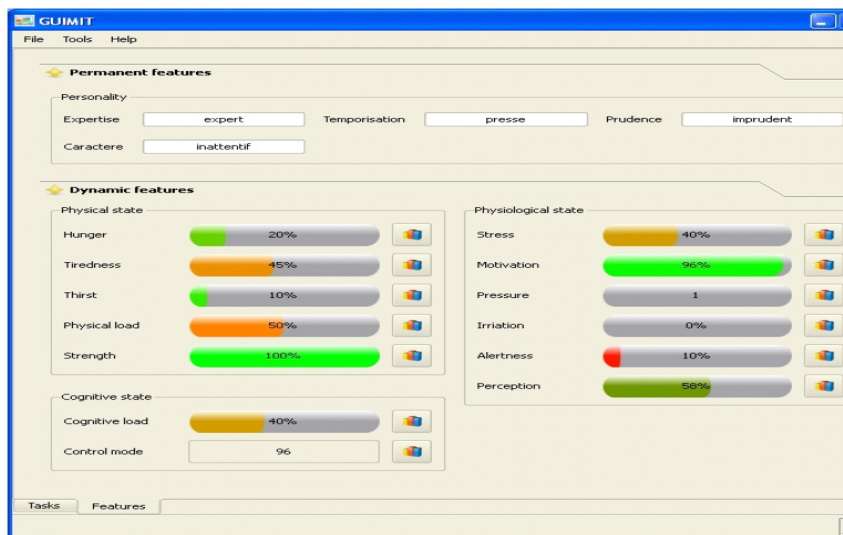 GUIMIT
File Tools Help
Permanent features
Personality
Expertise expert Temporisation presse Prudence imprudent
Caractere inattentif
Dynamic features
Physical state Physiological state
Hunger 20% Stress 40%
Tiredness 45% Motivation 96%
Thirst 10% Pressure 1
Physical load 50% Irriation 0%
Strength 100% Alertness 10%
Perception 58%
Cognitive state
Cognitive load 40%
Control mode 96
Tasks Features